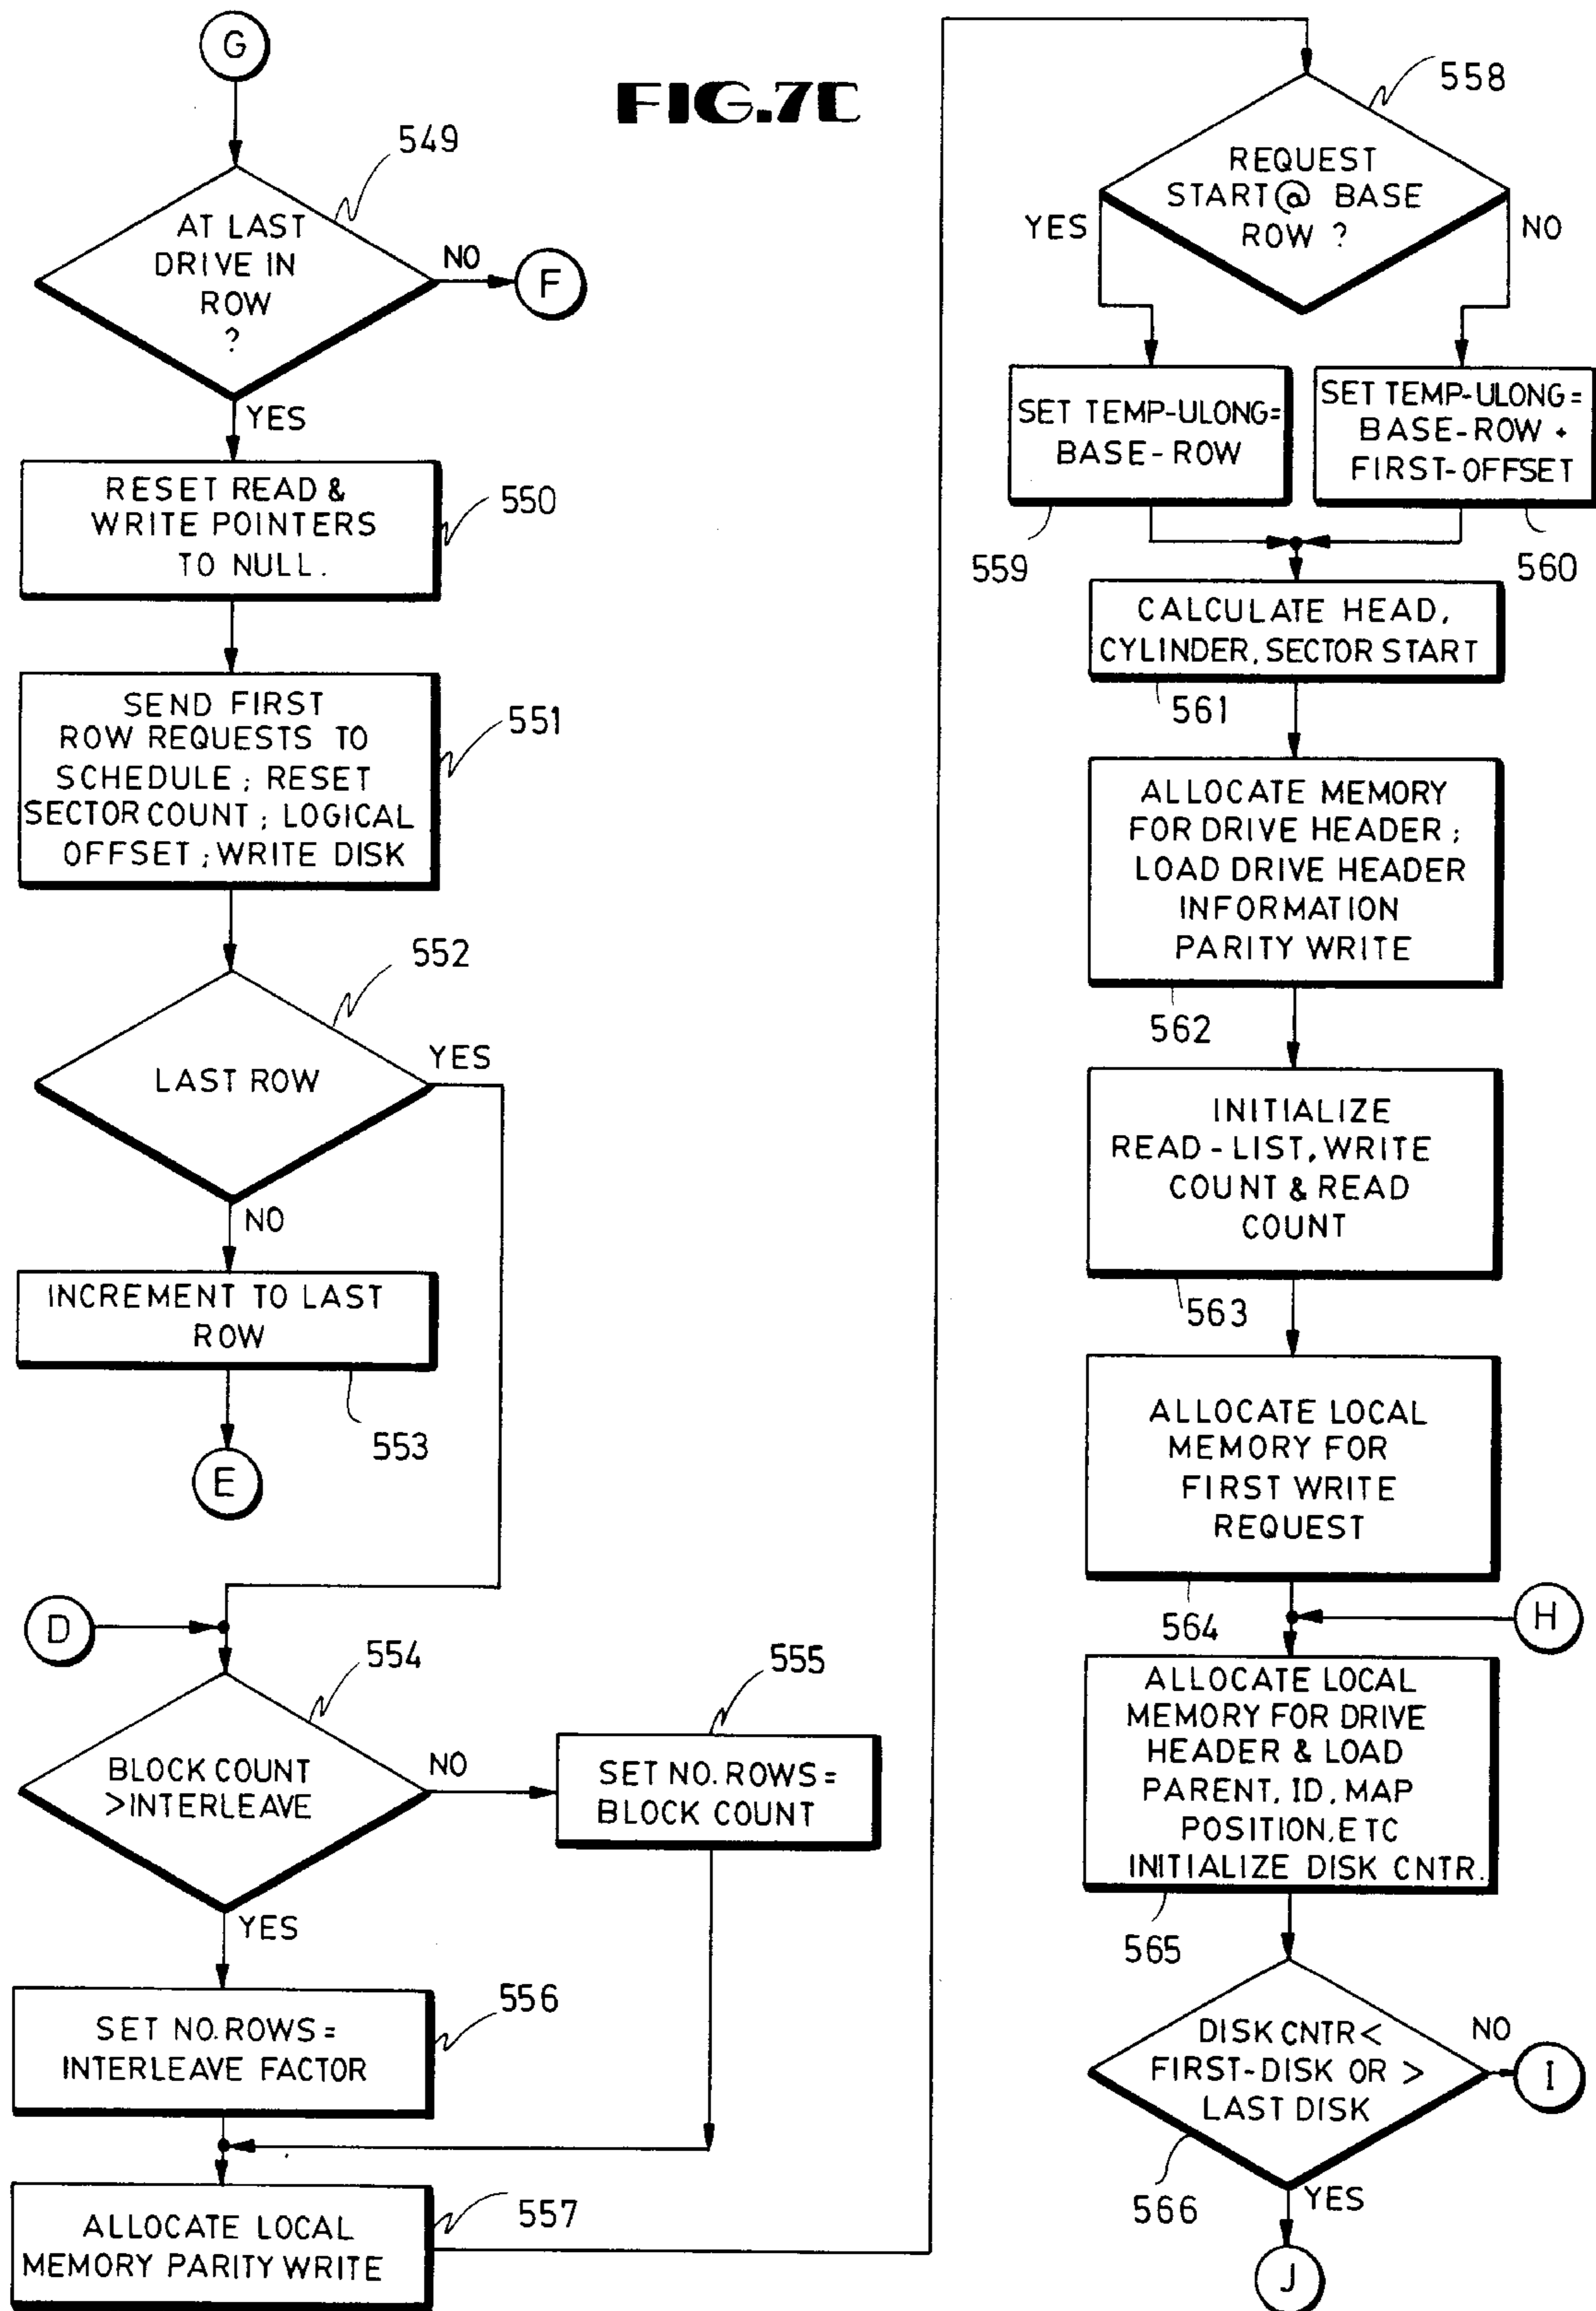 G
FIG.7C
549
AT LAST
DRIVE IN
ROW
?
NO
F
YES
RESET READ &
WRITE POINTERS
TO NULL.
550
SEND FIRST
ROW REQUESTS TO
SCHEDULE ; RESET
SECTOR COUNT ; LOGICAL
OFFSET ; WRITE DISK
551
552
LAST ROW
YES
NO
INCREMENT TO LAST
ROW
553
E
D
554
BLOCK COUNT
>INTERLEAVE
NO
555
SET NO. ROWS =
BLOCK COUNT
YES
SET NO. ROWS =
INTERLEAVE FACTOR
556
ALLOCATE LOCAL
MEMORY PARITY WRITE
557
558
REQUEST
START @ BASE
ROW ?
YES
NO
SET TEMP-ULONG=
BASE-ROW
559
SET TEMP-ULONG=
BASE-ROW +
FIRST-OFFSET
560
CALCULATE HEAD,
CYLINDER, SECTOR START
561
ALLOCATE MEMORY
FOR DRIVE HEADER ;
LOAD DRIVE HEADER
INFORMATION
PARITY WRITE
562
INITIALIZE
READ-LIST, WRITE
COUNT & READ
COUNT
563
ALLOCATE LOCAL
MEMORY FOR
FIRST WRITE
REQUEST
564
H
ALLOCATE LOCAL
MEMORY FOR DRIVE
HEADER & LOAD
PARENT, ID, MAP
POSITION, ETC
INITIALIZE DISK CNTR.
565
DISK CNTR <
FIRST-DISK OR >
LAST DISK
NO
I
566
YES
J